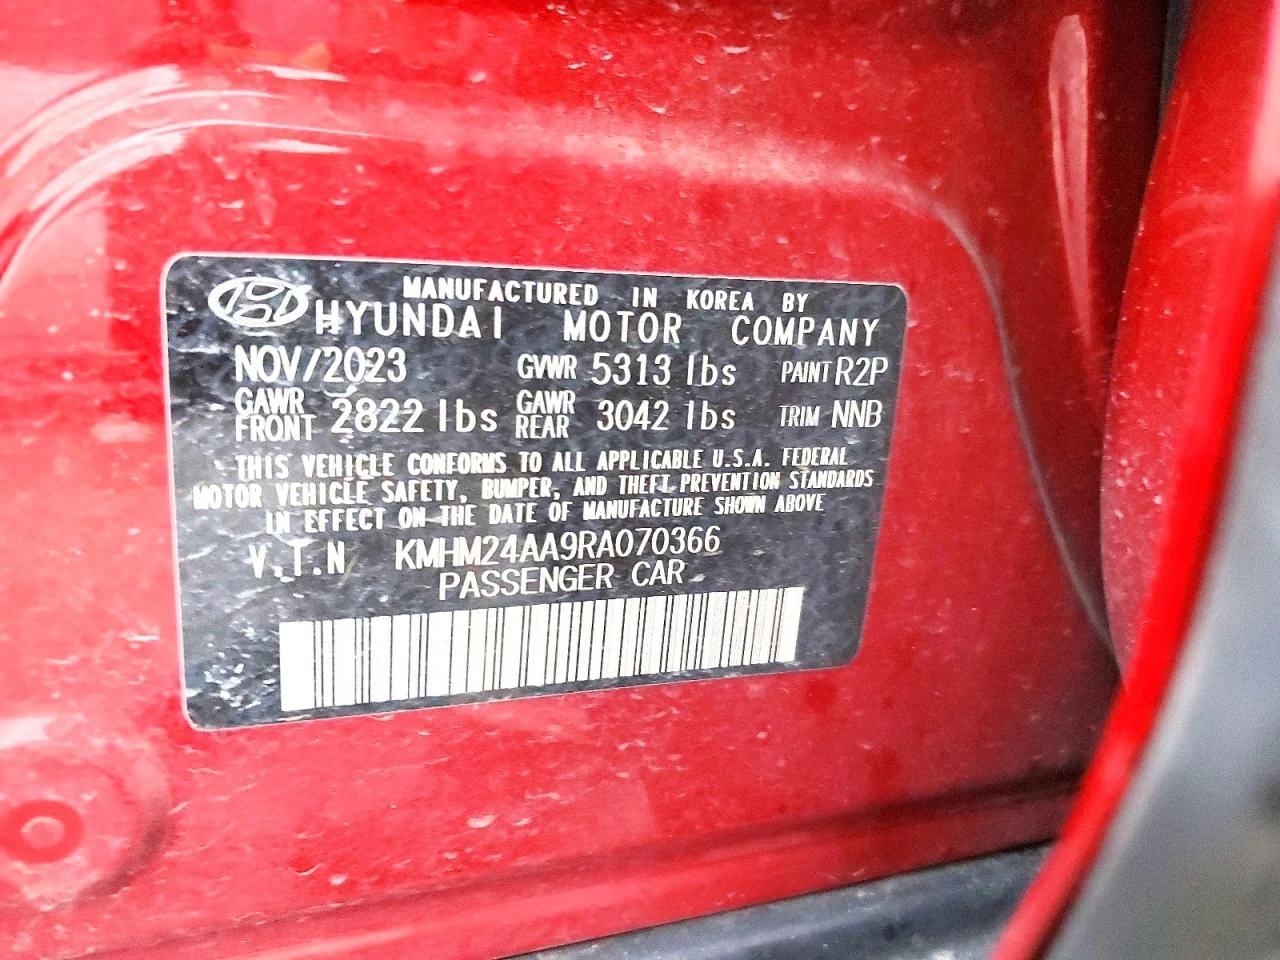 MANUFACTURED IN KOREA BY
HYUNDAI MOTOR COMPANY
NOV/2023 GVWR 5313 lbs PAINT R2P
GAWR FRONT 2822 lbs GAWR REAR 3042 lbs TRIM NNB
THIS VEHICLE CONFORMS TO ALL APPLICABLE U.S.A. FEDERAL
MOTOR VEHICLE SAFETY, BUMPER, AND THEFT PREVENTION STANDARDS
IN EFFECT ON THE DATE OF MANUFACTURE SHOWN ABOVE
V.I.N KMHM24AA9RA070366
PASSENGER CAR